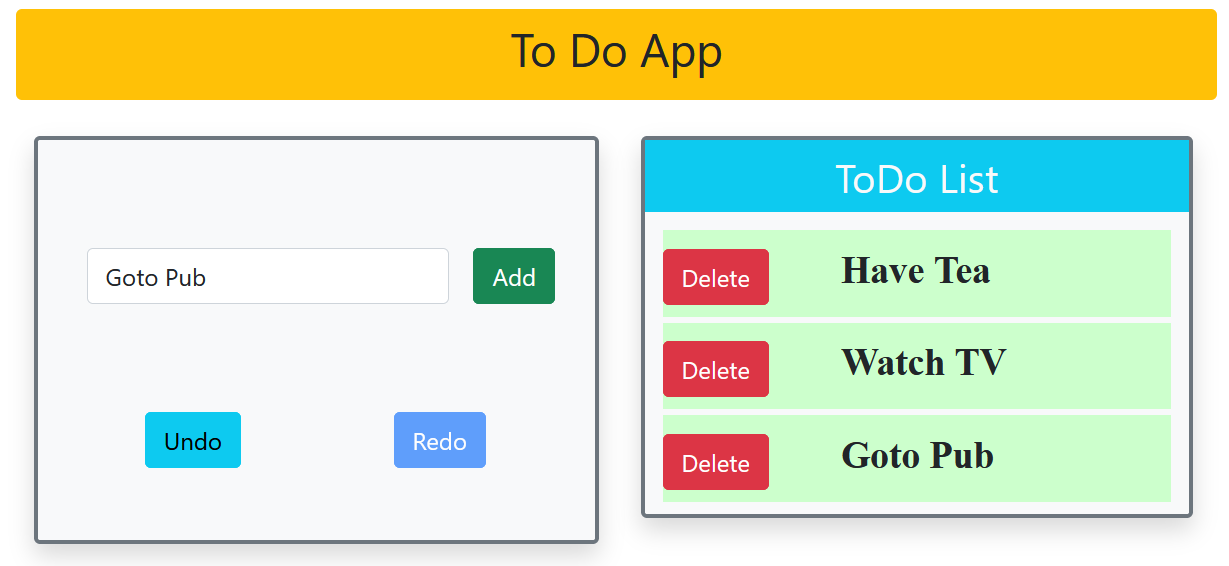 To Do App
Goto Pub
Add
Undo
Redo
ToDo List
Delete
Have Tea
Delete
Watch TV
Delete
Goto Pub